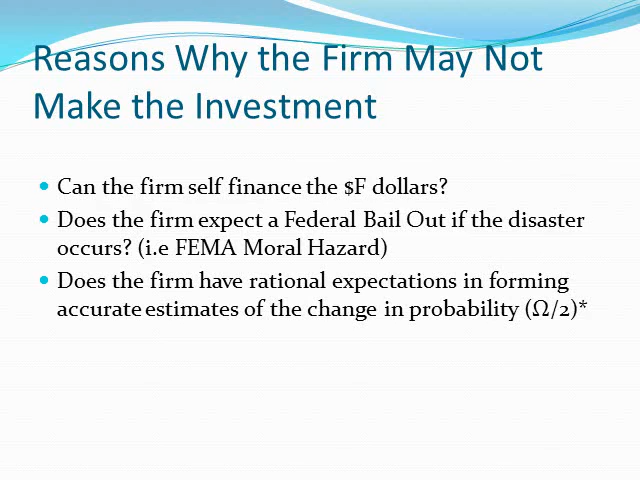 Reasons Why the Firm May Not
Make the Investment
• Can the firm self finance the $F dollars?
• Does the firm expect a Federal Bail Out if the disaster
occurs? (i.e FEMA Moral Hazard)
• Does the firm have rational expectations in forming
accurate estimates of the change in probability (Ω/2)*